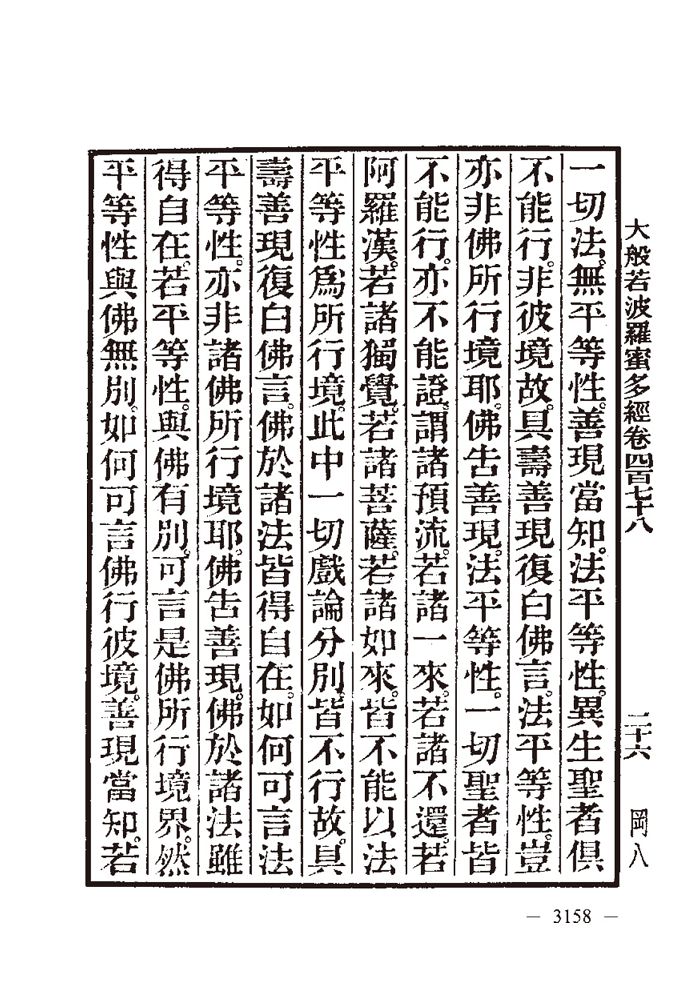 大般若波羅蜜多經卷四百七十八
二十六
岡八
一切法。無平等性。善現當知。法平等性。異生聖者俱
不能行。非彼境故。具壽善現復白佛言。法平等性。豈
亦非佛所行境耶。佛告善現。法平等性。一切聖者皆
不能行。亦不能證。謂諸預流。若諸一來。若諸不還。若
阿羅漢。若諸獨覺。若諸菩薩。若諸如來。皆不能以法
平等性爲所行境。此中一切戲論分別。皆不行故。具
壽善現復白佛言。佛於諸法皆得自在。如何可言法
平等性。亦非諸佛所行境耶。佛告善現。佛於諸法雖
得自在。若平等性。與佛有別。可言是佛所行境界。然
平等性與佛無別。如何可言佛行彼境。善現當知。若
— 3158 —